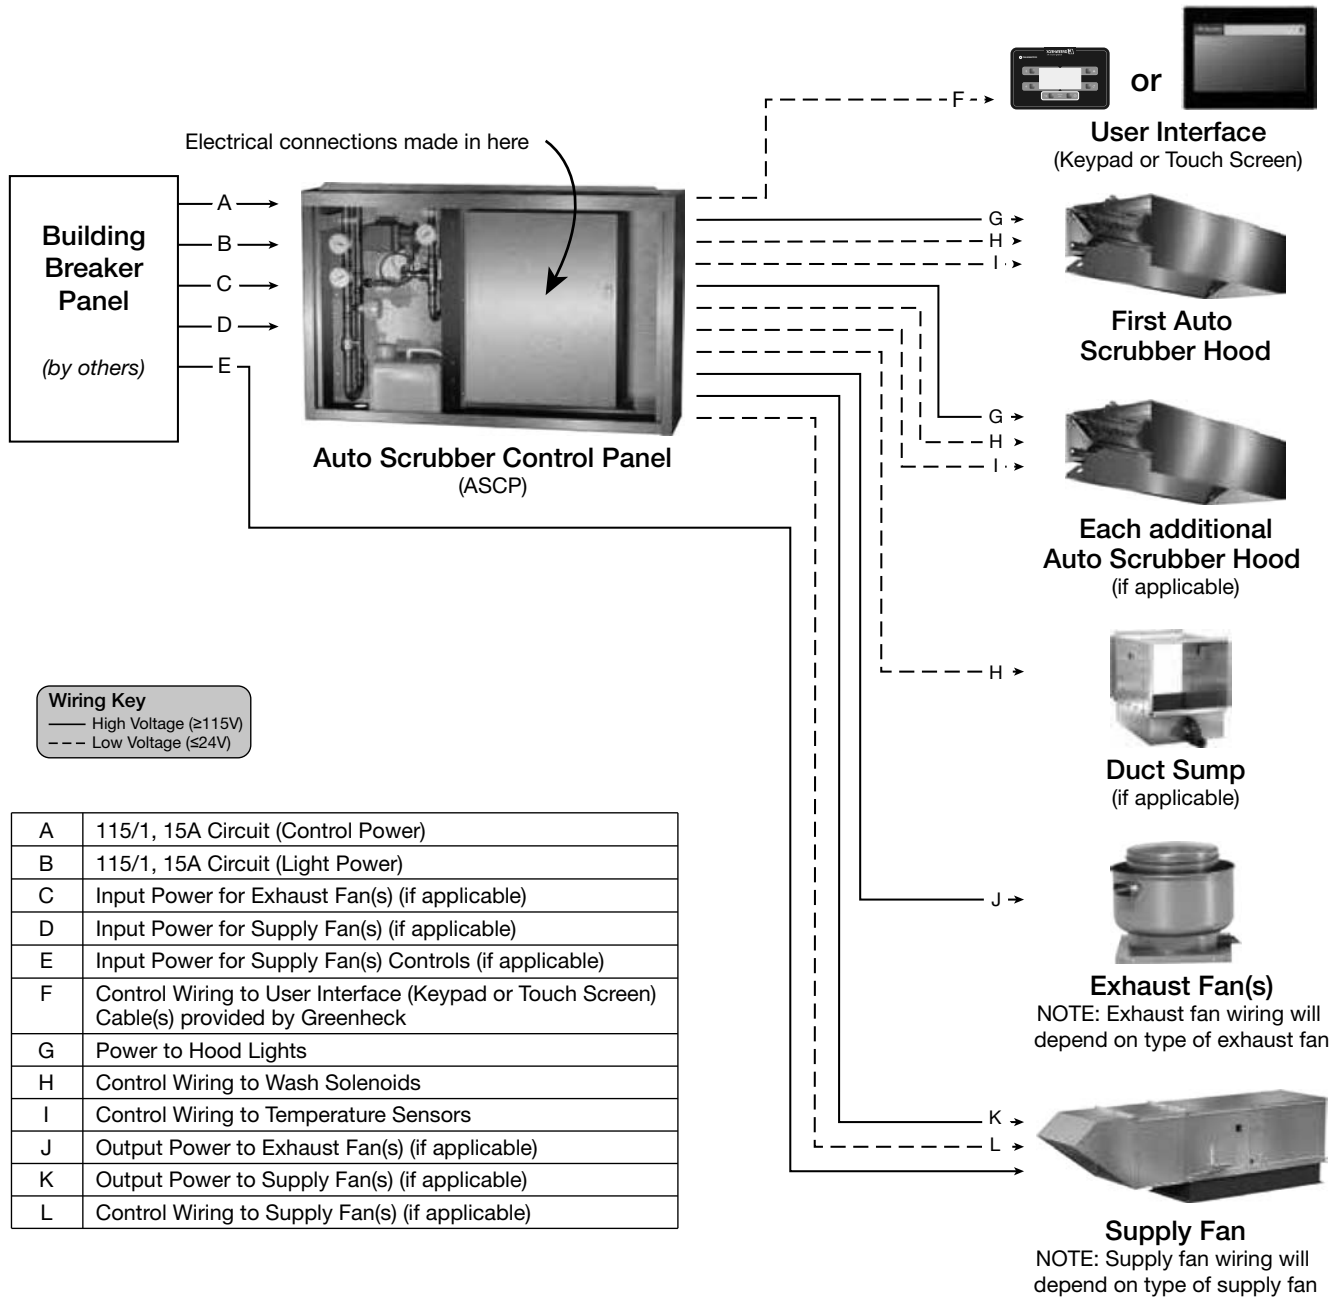 F
or
User Interface
(Keypad or Touch Screen)
Electrical connections made in here
Building
Breaker
Panel
(by others)
A
B
C
D
E
Auto Scrubber Control Panel
(ASCP)
G
H
I
First Auto
Scrubber Hood
G
H
I
Each additional
Auto Scrubber Hood
(if applicable)
H
Duct Sump
(if applicable)
J
Exhaust Fan(s)
NOTE: Exhaust fan wiring will
depend on type of exhaust fan
K
L
Supply Fan
NOTE: Supply fan wiring will
depend on type of supply fan
Wiring Key
High Voltage (≥115V)
Low Voltage (≤24V)
A 115/1, 15A Circuit (Control Power)
B 115/1, 15A Circuit (Light Power)
C Input Power for Exhaust Fan(s) (if applicable)
D Input Power for Supply Fan(s) (if applicable)
E Input Power for Supply Fan(s) Controls (if applicable)
F Control Wiring to User Interface (Keypad or Touch Screen)
Cable(s) provided by Greenheck
G Power to Hood Lights
H Control Wiring to Wash Solenoids
I Control Wiring to Temperature Sensors
J Output Power to Exhaust Fan(s) (if applicable)
K Output Power to Supply Fan(s) (if applicable)
L Control Wiring to Supply Fan(s) (if applicable)